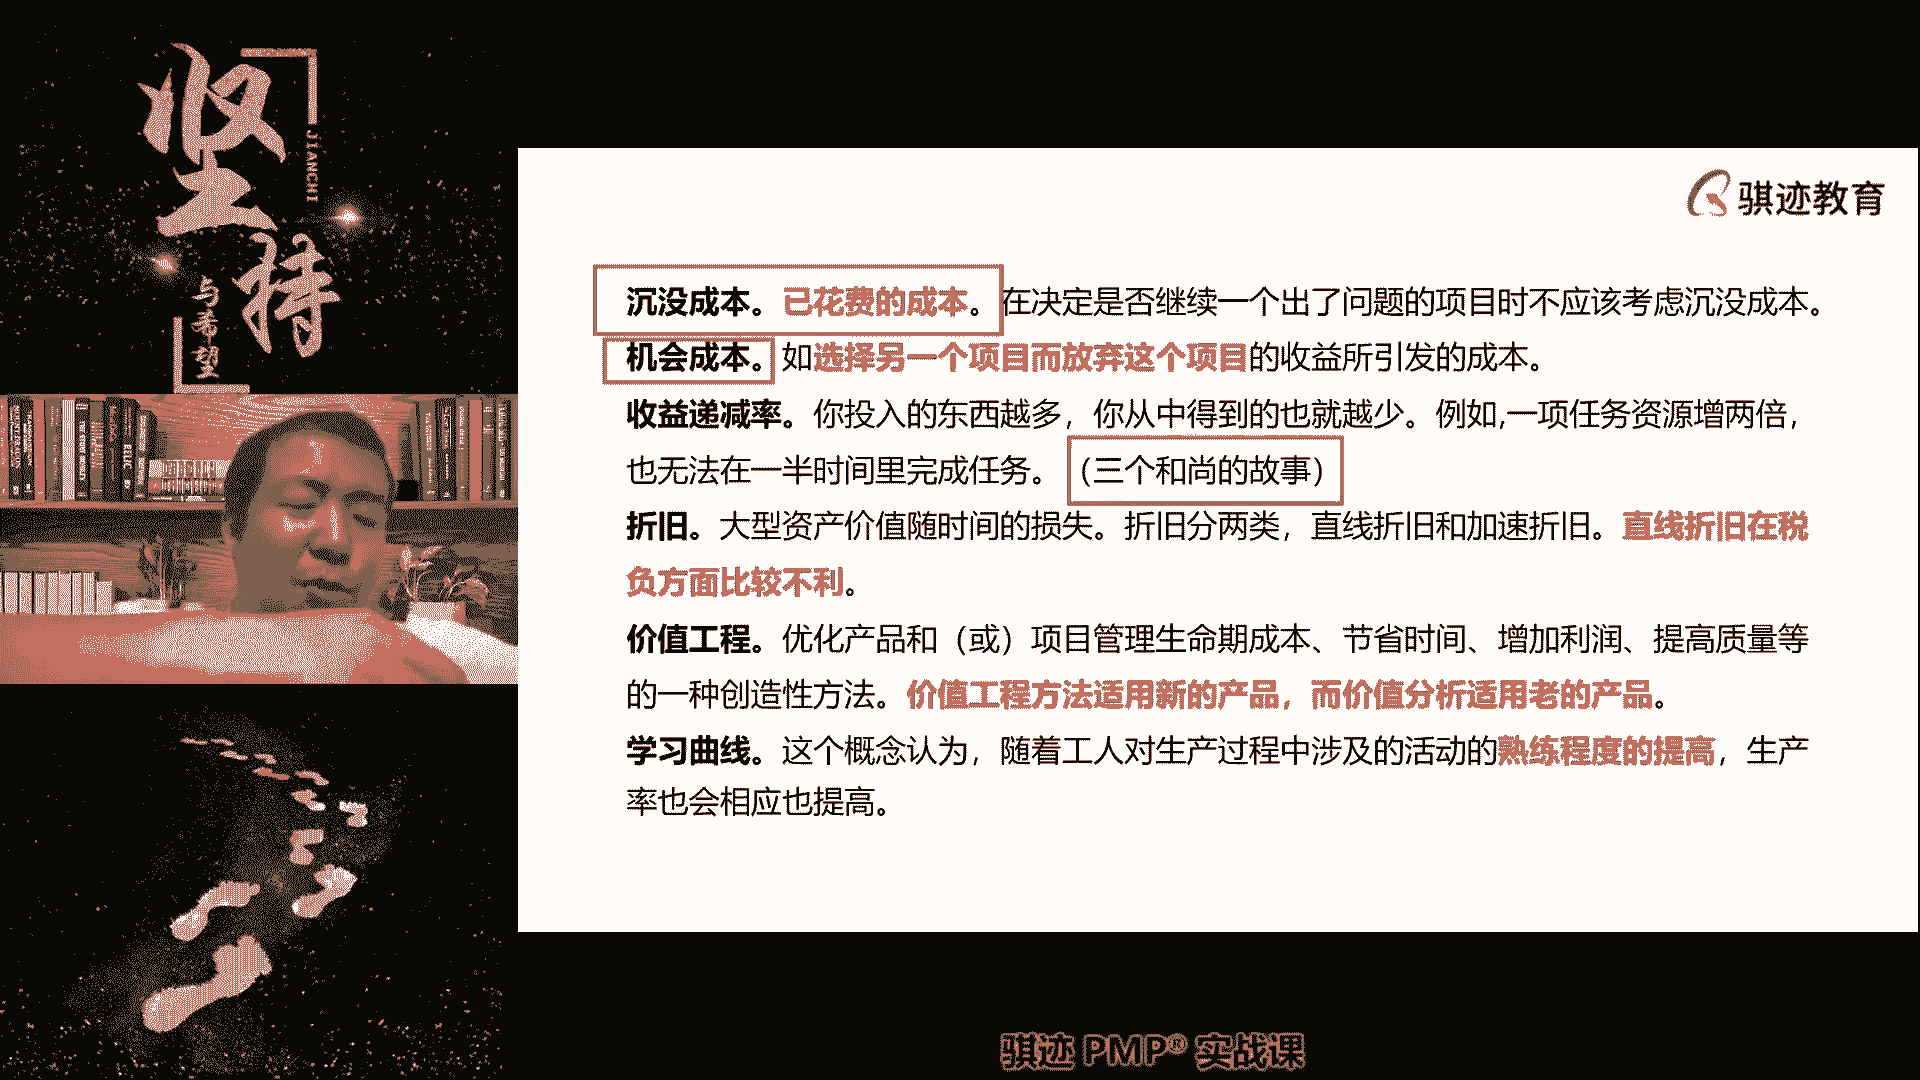 坚持
JIANCHI
与希望
骐迹教育
沉没成本。已花费的成本。在决定是否继续一个出了问题的项目时不应该考虑沉没成本。
机会成本。如选择另一个项目而放弃这个项目的收益所引发的成本。
收益递减率。你投入的东西越多，你从中得到的也就越少。例如,一项任务资源增两倍，
也无法在一半时间里完成任务。（三个和尚的故事）
折旧。大型资产价值随时间的损失。折旧分两类，直线折旧和加速折旧。直线折旧在税
负方面比较不利。
价值工程。优化产品和（或）项目管理生命期成本、节省时间、增加利润、提高质量等
的一种创造性方法。价值工程方法适用新的产品，而价值分析适用老的产品。
学习曲线。这个概念认为，随着工人对生产过程中涉及的活动的熟练程度的提高，生产
率也会相应也提高。
骐迹 PMP® 实战课